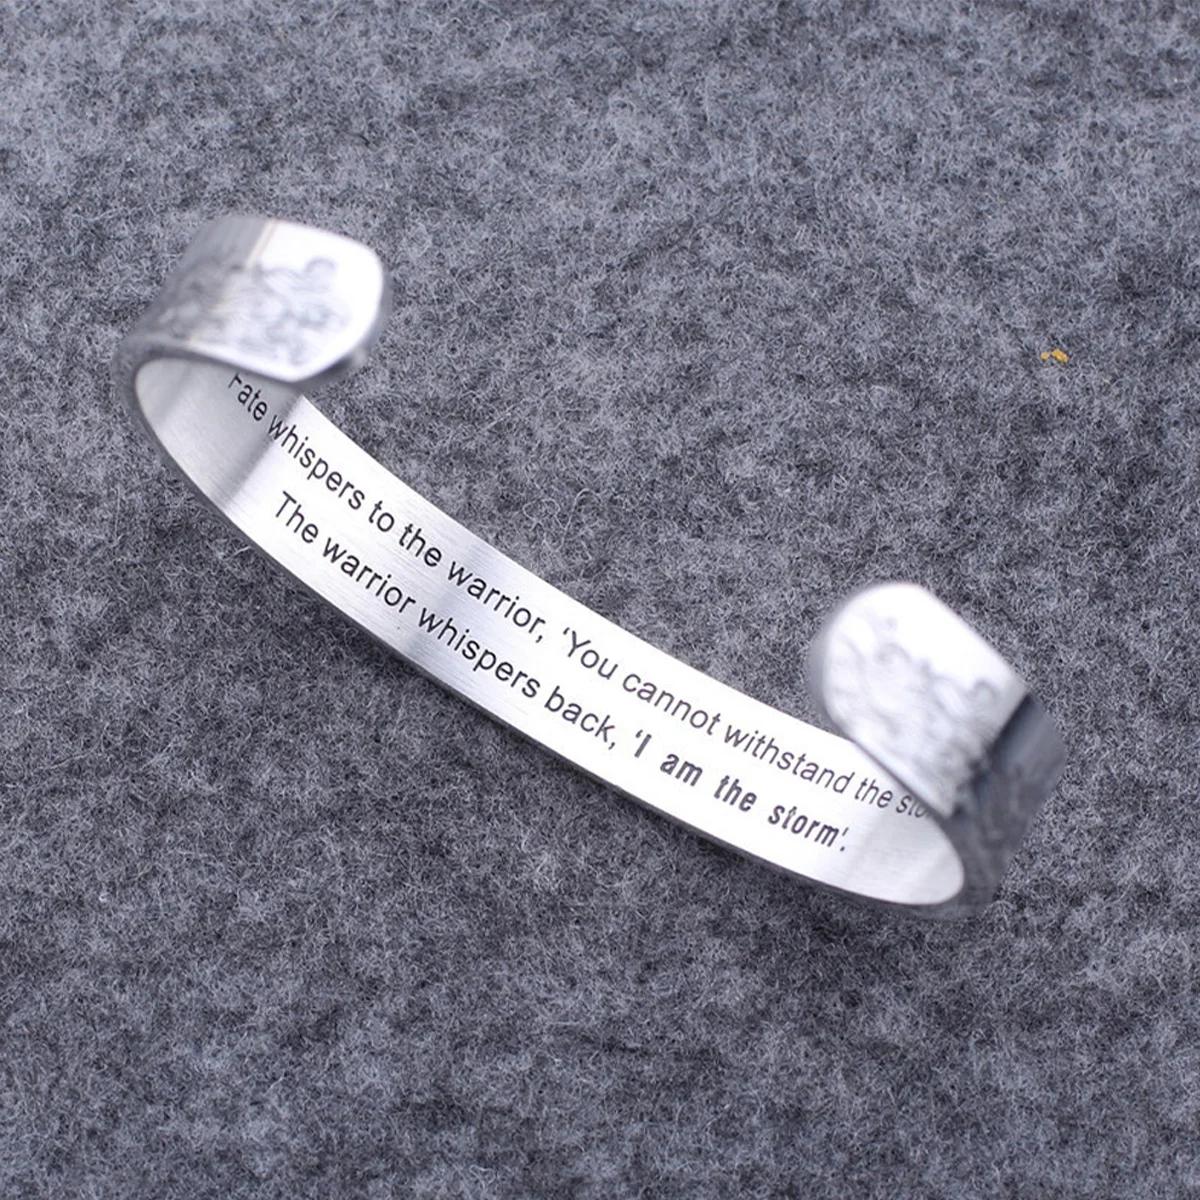 Fate whispers to the warrior, ‘You cannot withstand the
The warrior whispers back, ‘I am the storm’.